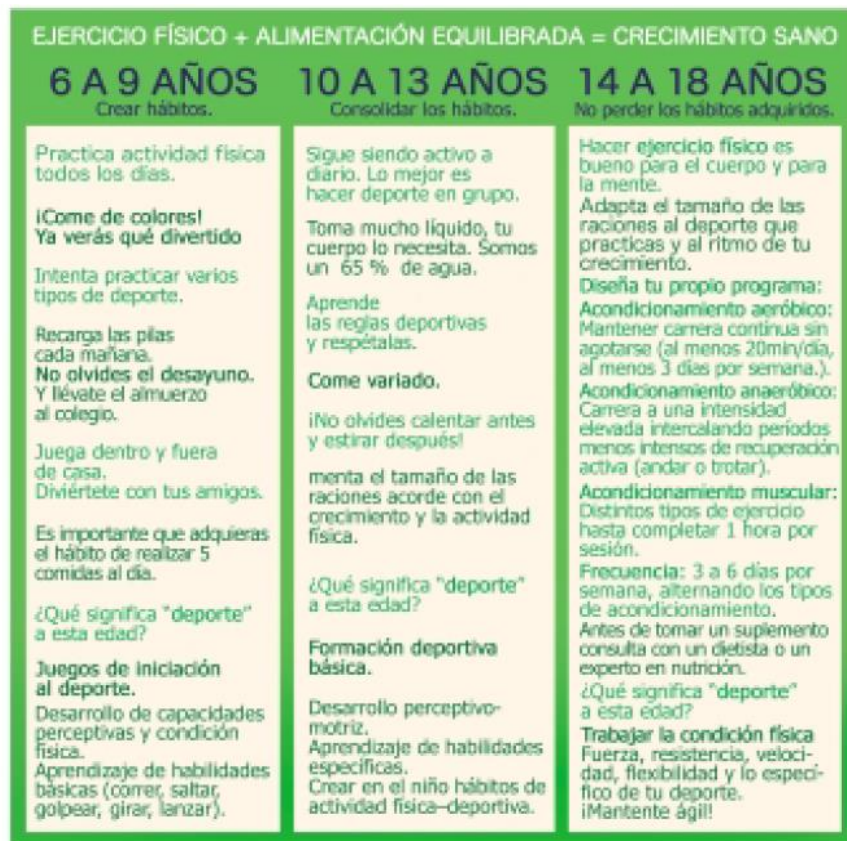 EJERCICIO FÍSICO + ALIMENTACIÓN EQUILIBRADA = CRECIMIENTO SANO
6 A 9 AÑOS
Crear hábitos.
Practica actividad física
todos los días.
¡Come de colores!
Ya verás qué divertido
Intenta practicar varios
tipos de deporte.
Recarga las pilas
cada mañana.
No olvides el desayuno.
Y llévate el almuerzo
al colegio.
Juega dentro y fuera
de casa.
Diviértete con tus amigos.
Es importante que adquieras
el hábito de realizar 5
comidas al día.
¿Qué significa "deporte"
a esta edad?
Juegos de iniciación
al deporte.
Desarrollo de capacidades
perceptivas y condición
física.
Aprendizaje de habilidades
básicas (correr, saltar,
golpear, girar, lanzar).
10 A 13 AÑOS
Consolidar los hábitos.
Sigue siendo activo a
diario. Lo mejor es
hacer deporte en grupo.
Toma mucho líquido, tu
cuerpo lo necesita. Somos
un 65 % de agua.
Aprende
las reglas deportivas
y respétalas.
Come variado.
¡No olvides calentar antes
y estirar después!
menta el tamaño de las
raciones acorde con el
crecimiento y la actividad
física.
¿Qué significa "deporte"
a esta edad?
Formación deportiva
básica.
Desarrollo perceptivo-
motriz.
Aprendizaje de habilidades
específicas.
Crear en el niño hábitos de
actividad física–deportiva.
14 A 18 AÑOS
No perder los hábitos adquiridos.
Hacer ejercicio físico es
bueno para el cuerpo y para
la mente.
Adapta el tamaño de las
raciones al deporte que
practicas y al ritmo de tu
crecimiento.
Diseña tu propio programa:
Acondicionamiento aeróbico:
Mantener carrera continua sin
agotarse (al menos 20min/día,
al menos 3 días por semana.).
Acondicionamiento anaeróbico:
Carrera a una intensidad
elevada intercalando períodos
menos intensos de recuperación
activa (andar o trotar).
Acondicionamiento muscular:
Distintos tipos de ejercicio
hasta completar 1 hora por
sesión.
Frecuencia: 3 a 6 días por
semana, alternando los tipos
de acondicionamiento.
Antes de tomar un suplemento
consulta con un dietista o un
experto en nutrición.
¿Qué significa "deporte"
a esta edad?
Trabajar la condición física
Fuerza, resistencia, veloci-
dad, flexibilidad y lo especí-
fico de tu deporte.
¡Mantente ágil!